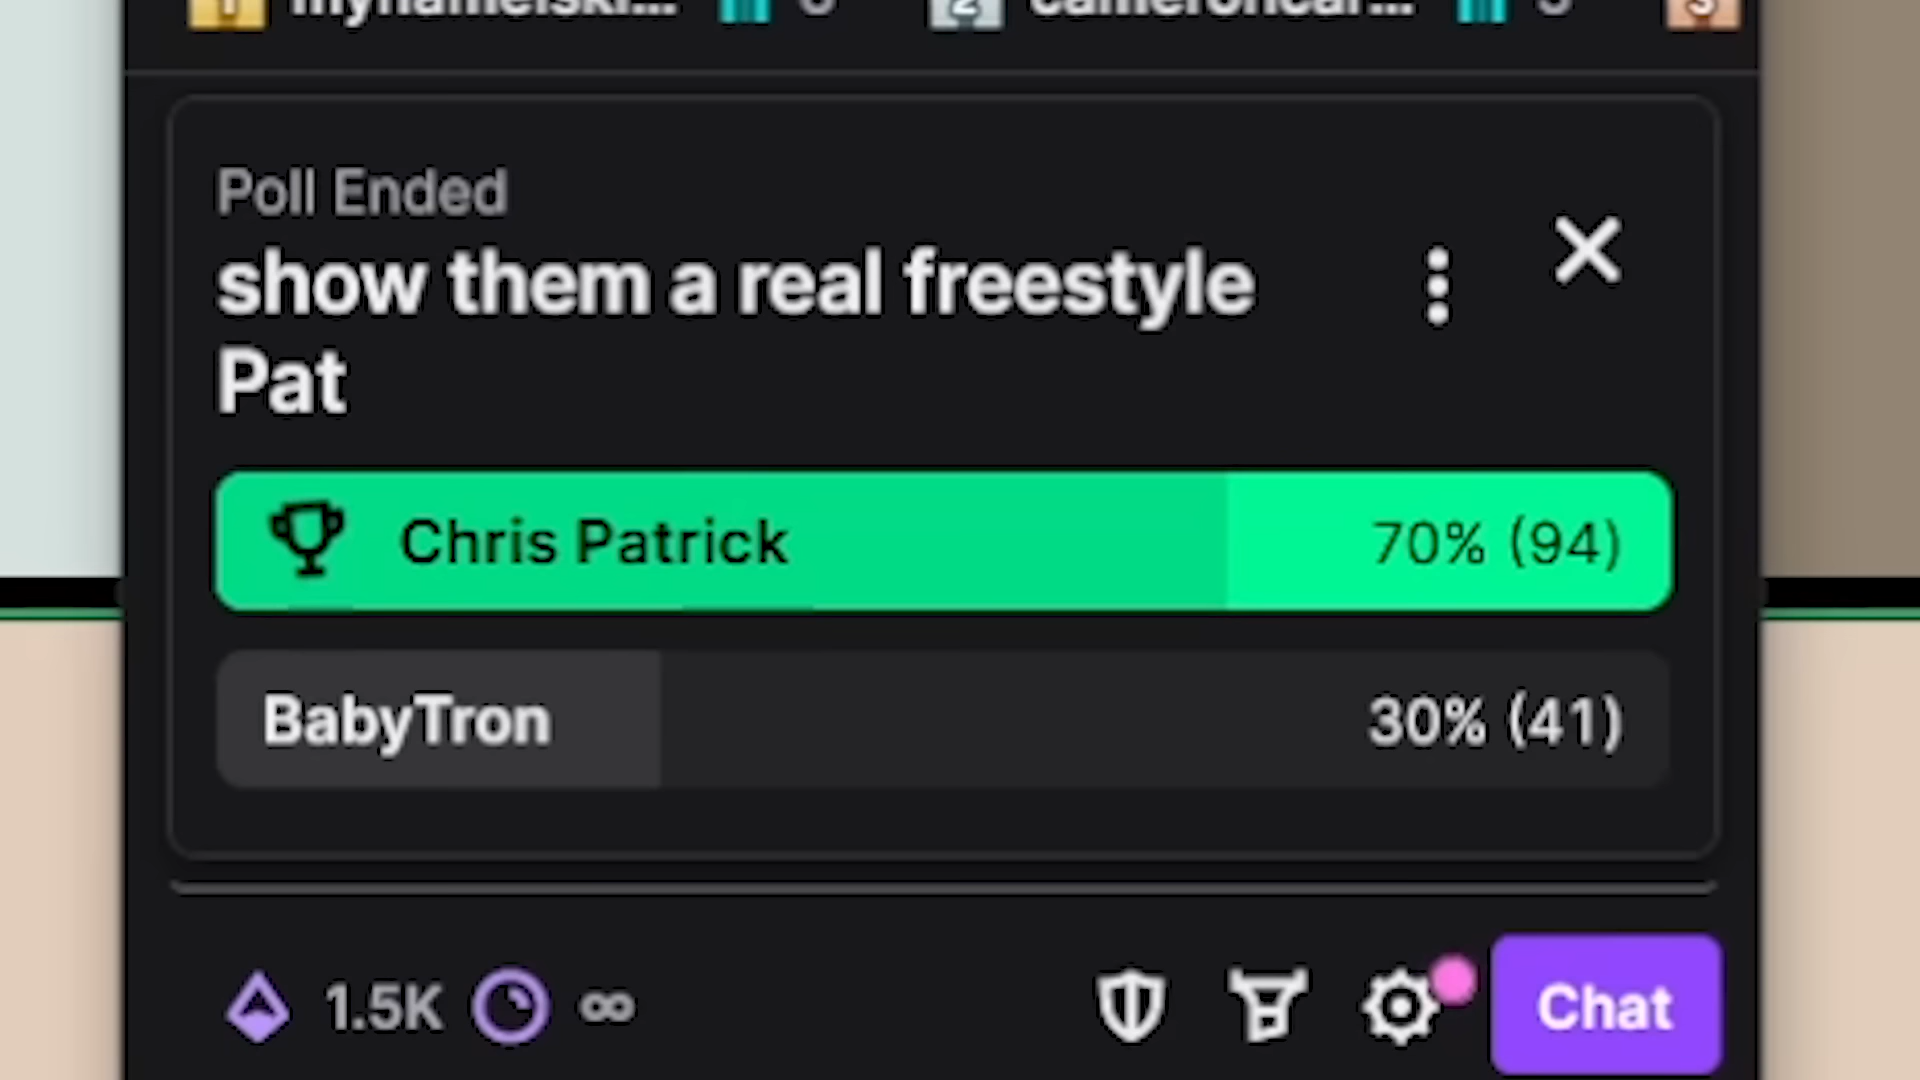 Poll Ended
show them a real freestyle
Pat
Chris Patrick 70% (94)
BabyTron 30% (41)
1.5K ∞ Chat